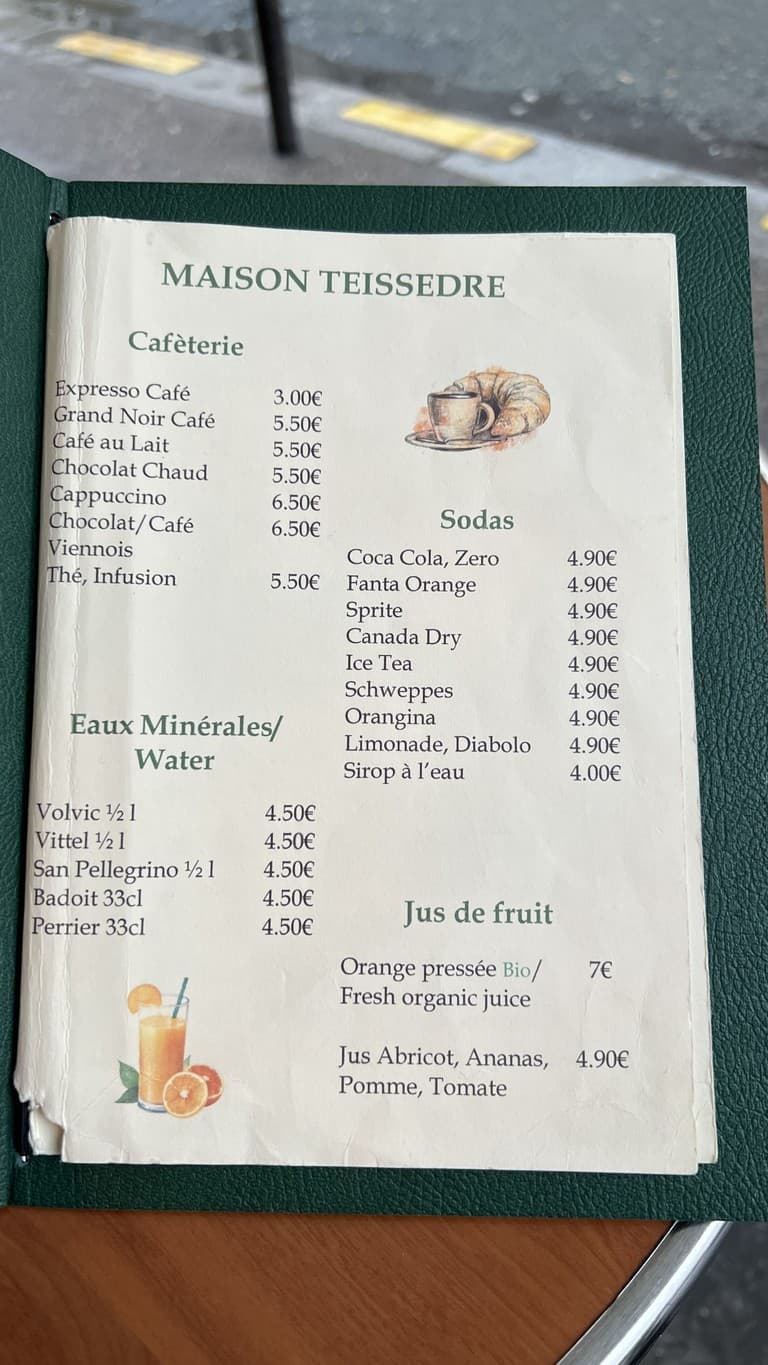 MAISON TEISSEDRE
Cafèterie
Expresso Café 3.00€
Grand Noir Café 5.50€
Café au Lait 5.50€
Chocolat Chaud 5.50€
Cappuccino 6.50€
Chocolat/Café 6.50€
Viennois
Thé, Infusion 5.50€
Eaux Minérales/
Water
Volvic ½ l 4.50€
Vittel ½ l 4.50€
San Pellegrino ½ l 4.50€
Badoit 33cl 4.50€
Perrier 33cl 4.50€
Sodas
Coca Cola, Zero 4.90€
Fanta Orange 4.90€
Sprite 4.90€
Canada Dry 4.90€
Ice Tea 4.90€
Schweppes 4.90€
Orangina 4.90€
Limonade, Diabolo 4.90€
Sirop à l'eau 4.00€
Jus de fruit
Orange pressée Bio/ 7€
Fresh organic juice
Jus Abricot, Ananas, 4.90€
Pomme, Tomate